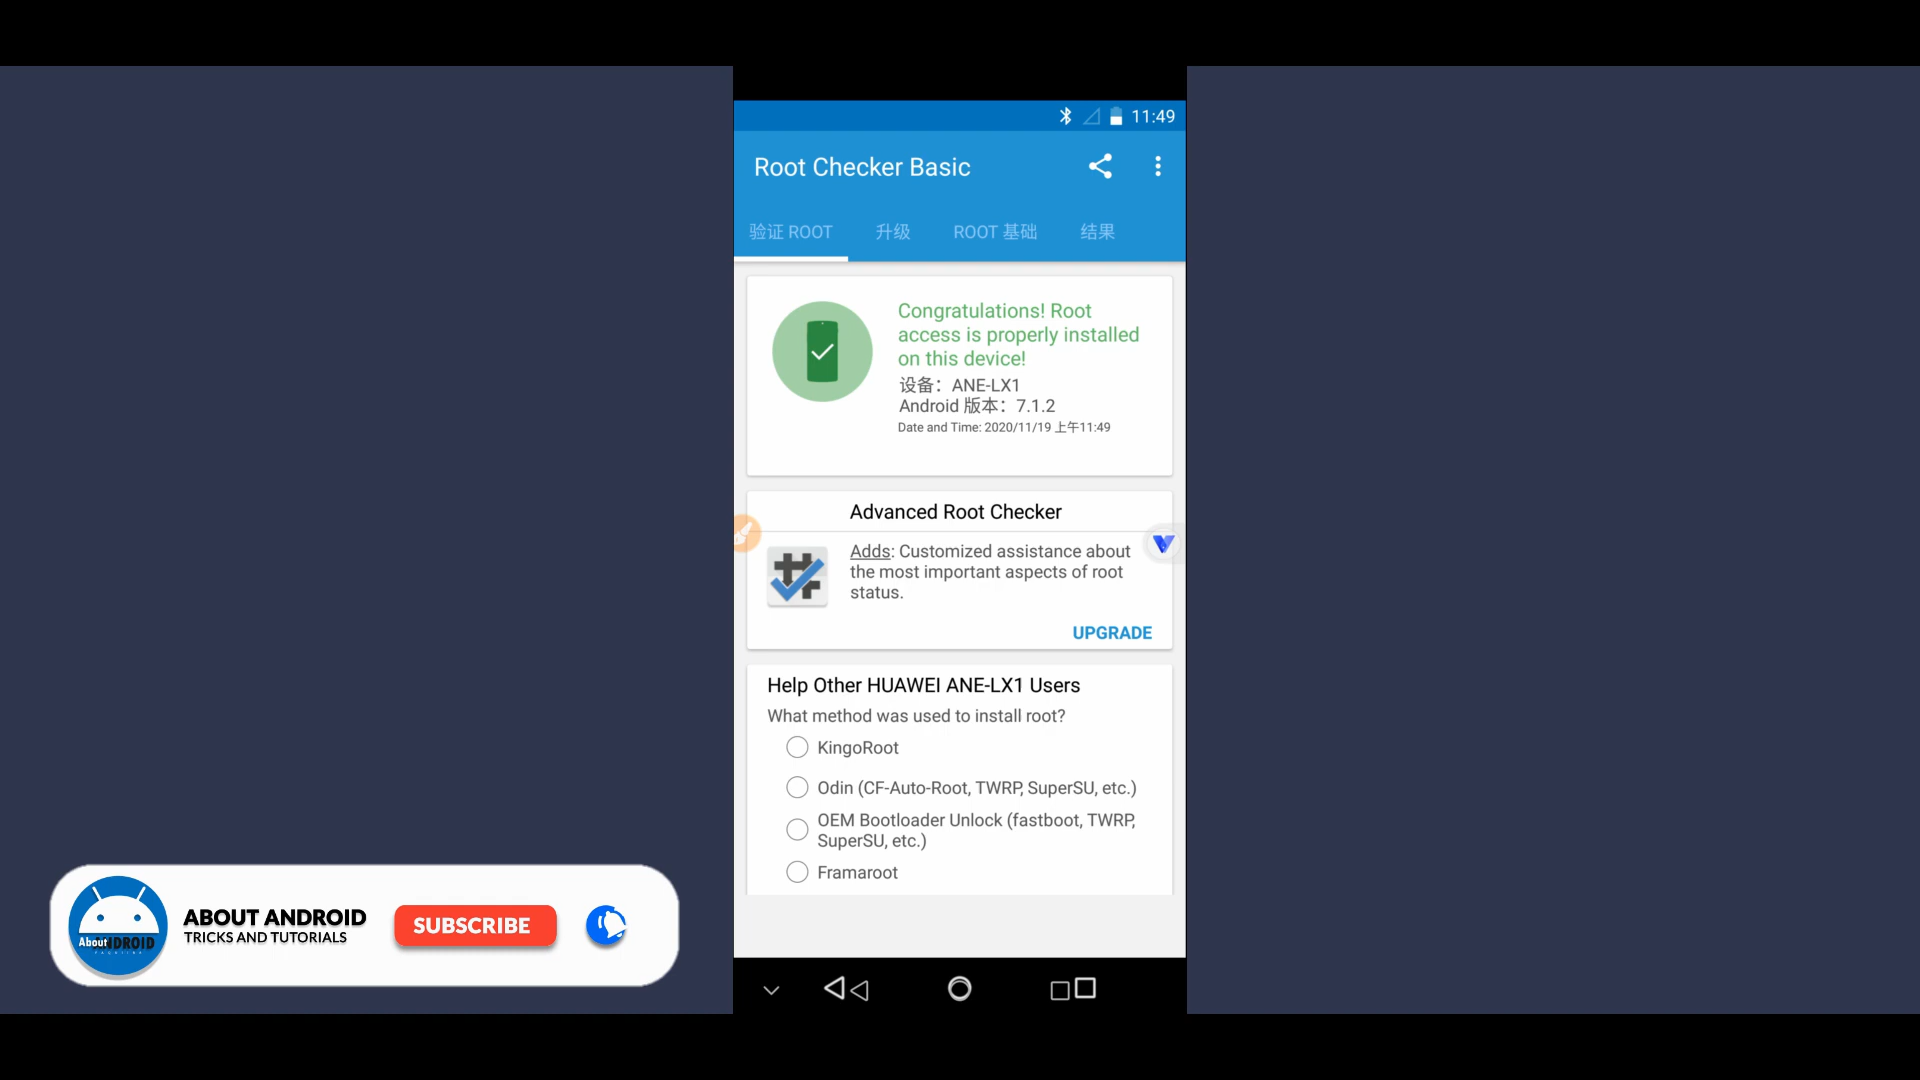 11:49
Root Checker Basic
验证 ROOT 升级 ROOT 基础 结果
Congratulations! Root
access is properly installed
on this device!
设备：ANE-LX1
Android 版本：7.1.2
Date and Time: 2020/11/19 上午11:49
Advanced Root Checker
Adds: Customized assistance about
the most important aspects of root
status.
UPGRADE
Help Other HUAWEI ANE-LX1 Users
What method was used to install root?
KingoRoot
Odin (CF-Auto-Root, TWRP, SuperSU, etc.)
OEM Bootloader Unlock (fastboot, TWRP,
SuperSU, etc.)
Framaroot
About ANDROID
ABOUT ANDROID
TRICKS AND TUTORIALS
SUBSCRIBE